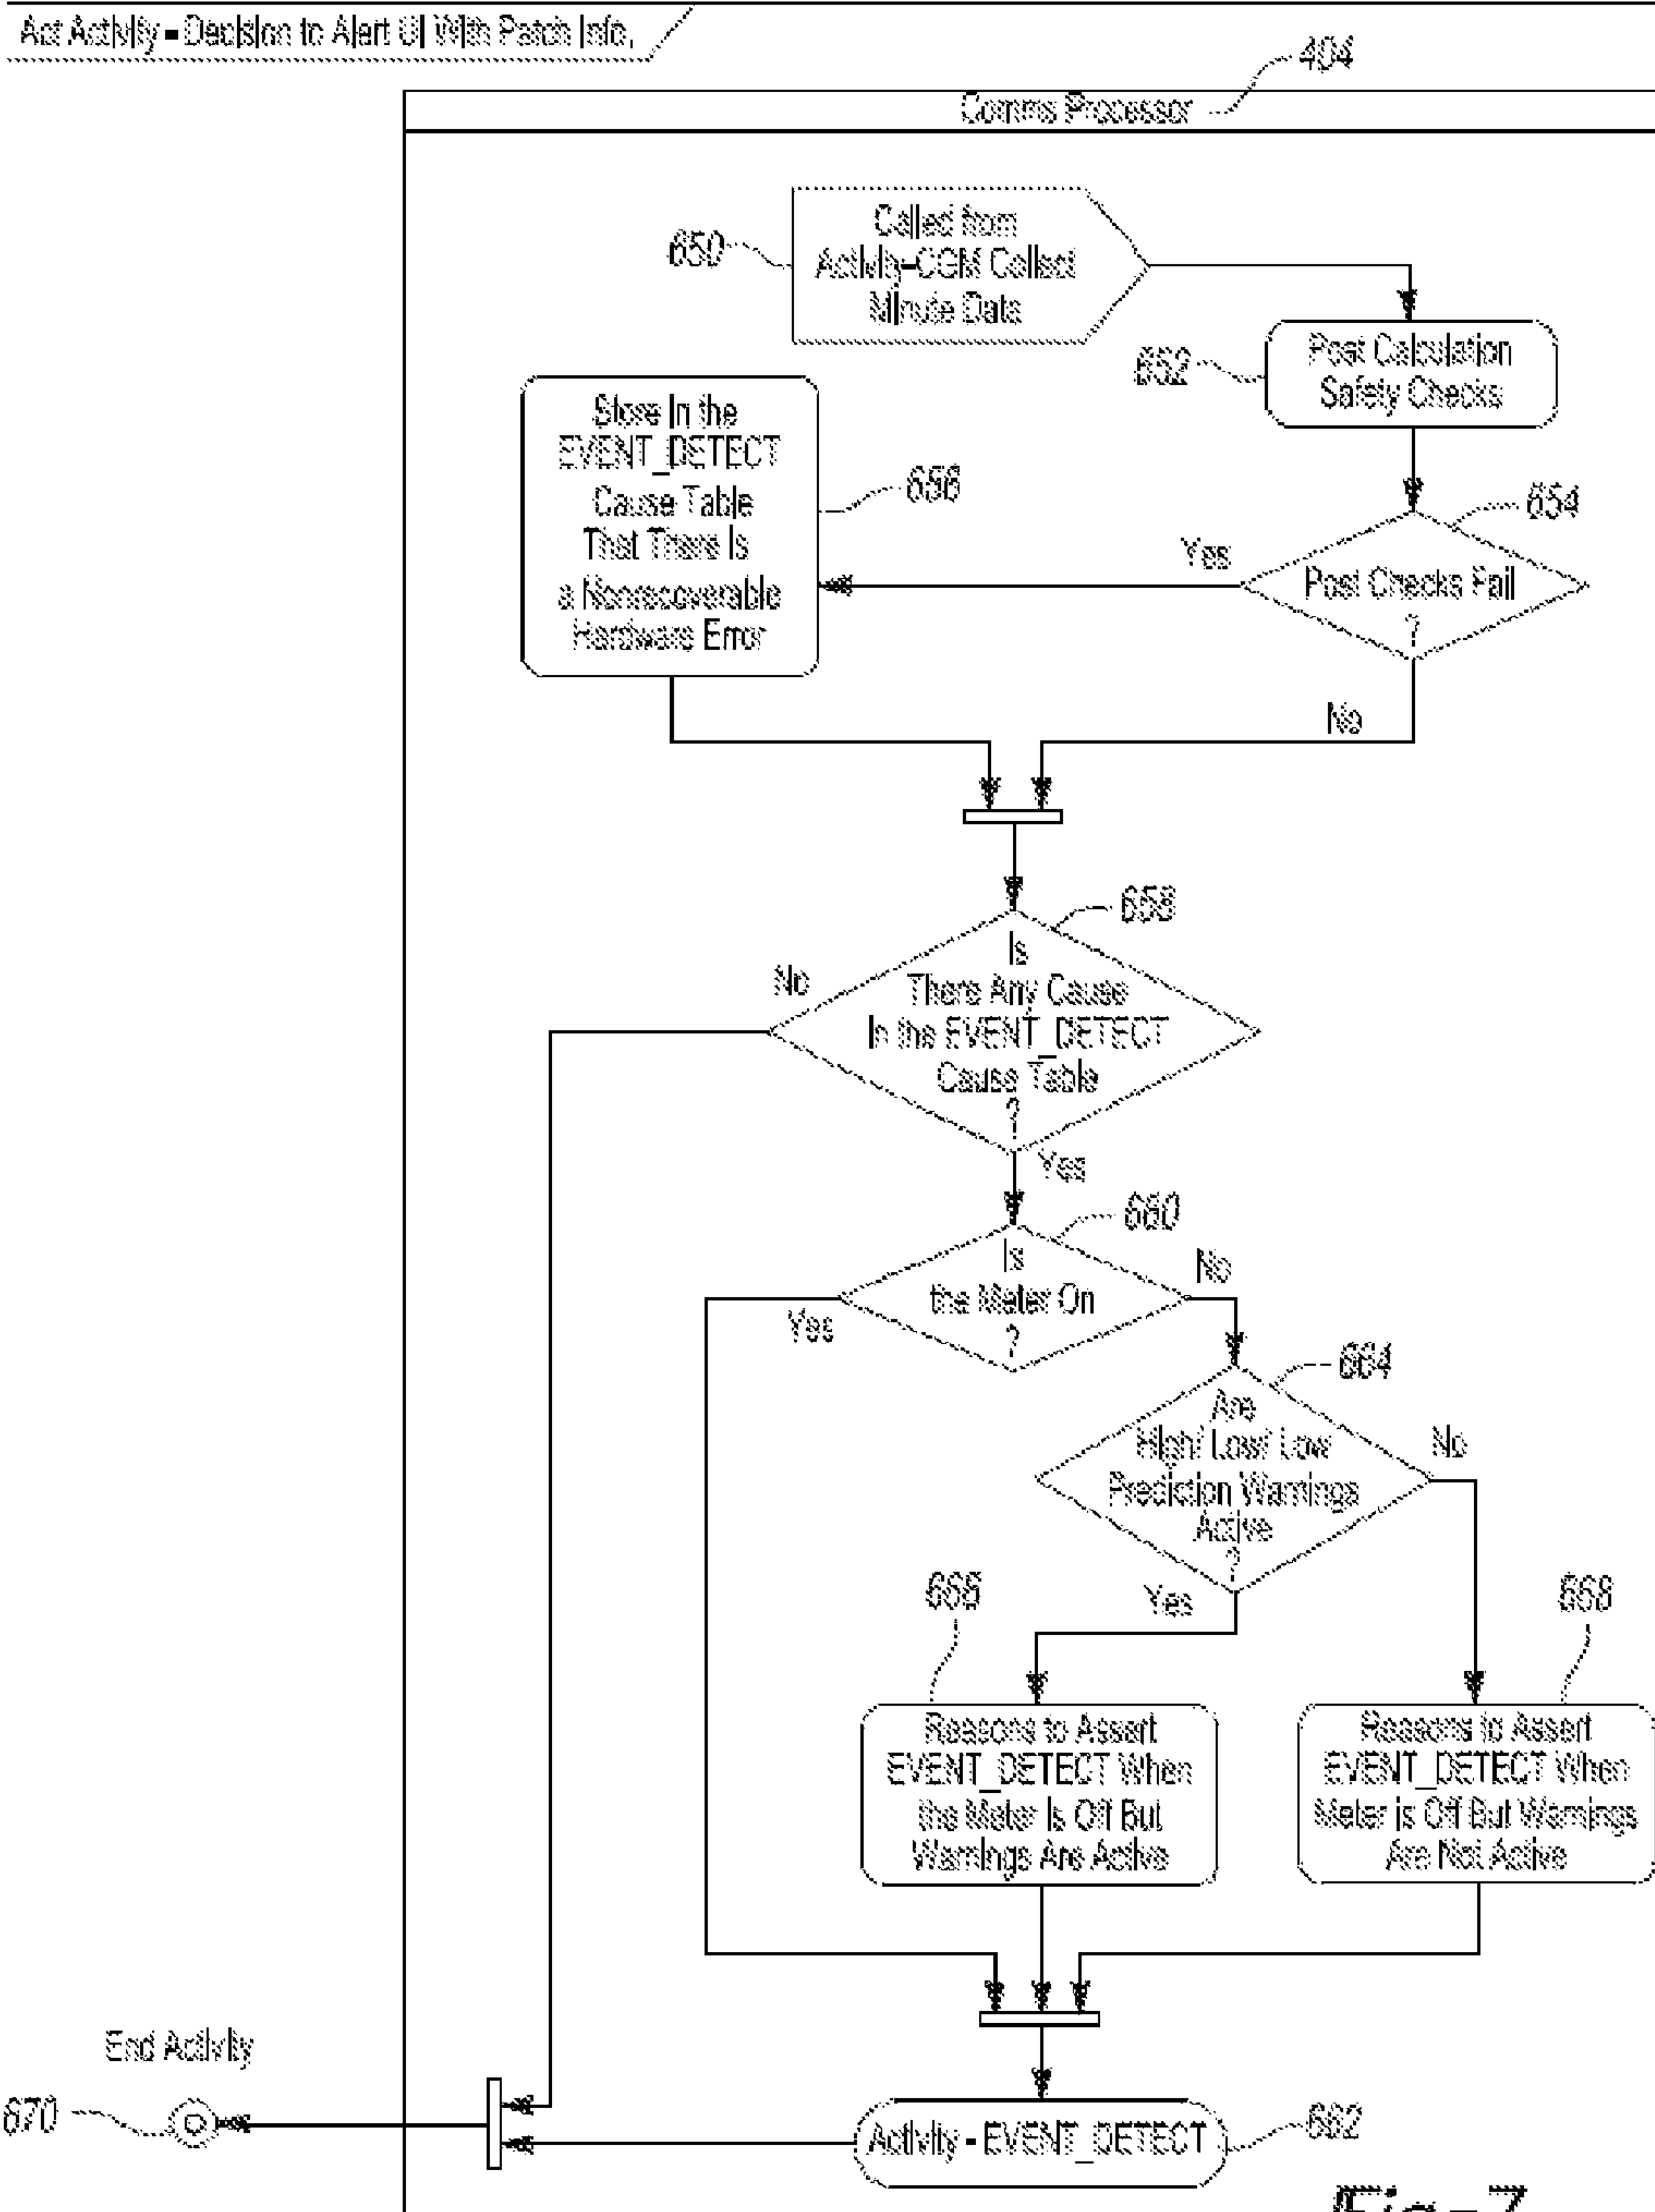 Act Activity - Decision to Alert UI With Patch Info.
404
Comms Processor
650
Called from
Activity-CGM Collect
Minute Data
652
Post Calculation
Safety Checks
Store In the
EVENT_DETECT
Cause Table
That There Is
a Nonrecoverable
Hardware Error
656
654
Yes
Post Checks Fail
?
No
658
No
Is
There Any Cause
In the EVENT_DETECT
Cause Table
?
Yes
660
Is
the Meter On
?
No
Yes
664
Are
High/ Low/ Low
Prediction Warnings
Active
?
No
Yes
666
668
Reasons to Assert
EVENT_DETECT When
the Meter Is Off But
Warnings Are Active
Reasons to Assert
EVENT_DETECT When
Meter is Off But Warnings
Are Not Active
End Activity
670
Activity - EVENT_DETECT
662
Fig-7